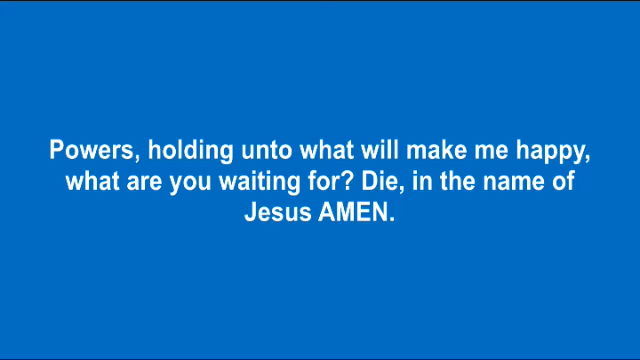 Powers, holding unto what will make me happy,
what are you waiting for? Die, in the name of
Jesus AMEN.